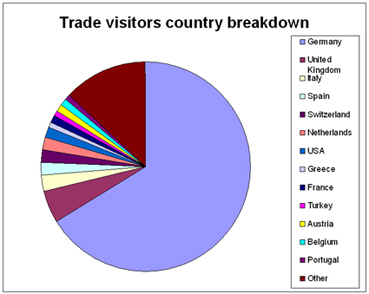 Trade visitors country breakdown
Germany
United
Kingdom
Italy
Spain
Switzerland
Netherlands
USA
Greece
France
Turkey
Austria
Belgium
Portugal
Other